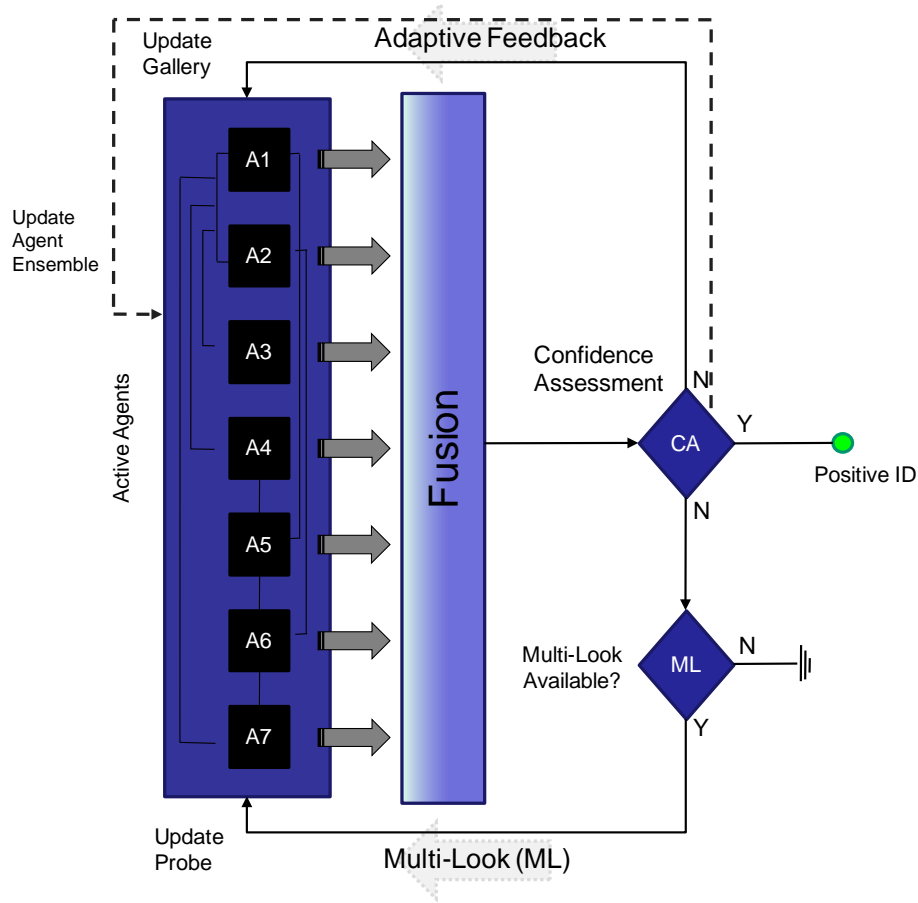 Update
Gallery
Adaptive Feedback
A1
A2
A3
A4
A5
A6
A7
Update
Agent
Ensemble
Active Agents
Fusion
Confidence
Assessment
N
CA
Y
Positive ID
N
Multi-Look
Available?
ML
N
Y
Update
Probe
Multi-Look (ML)